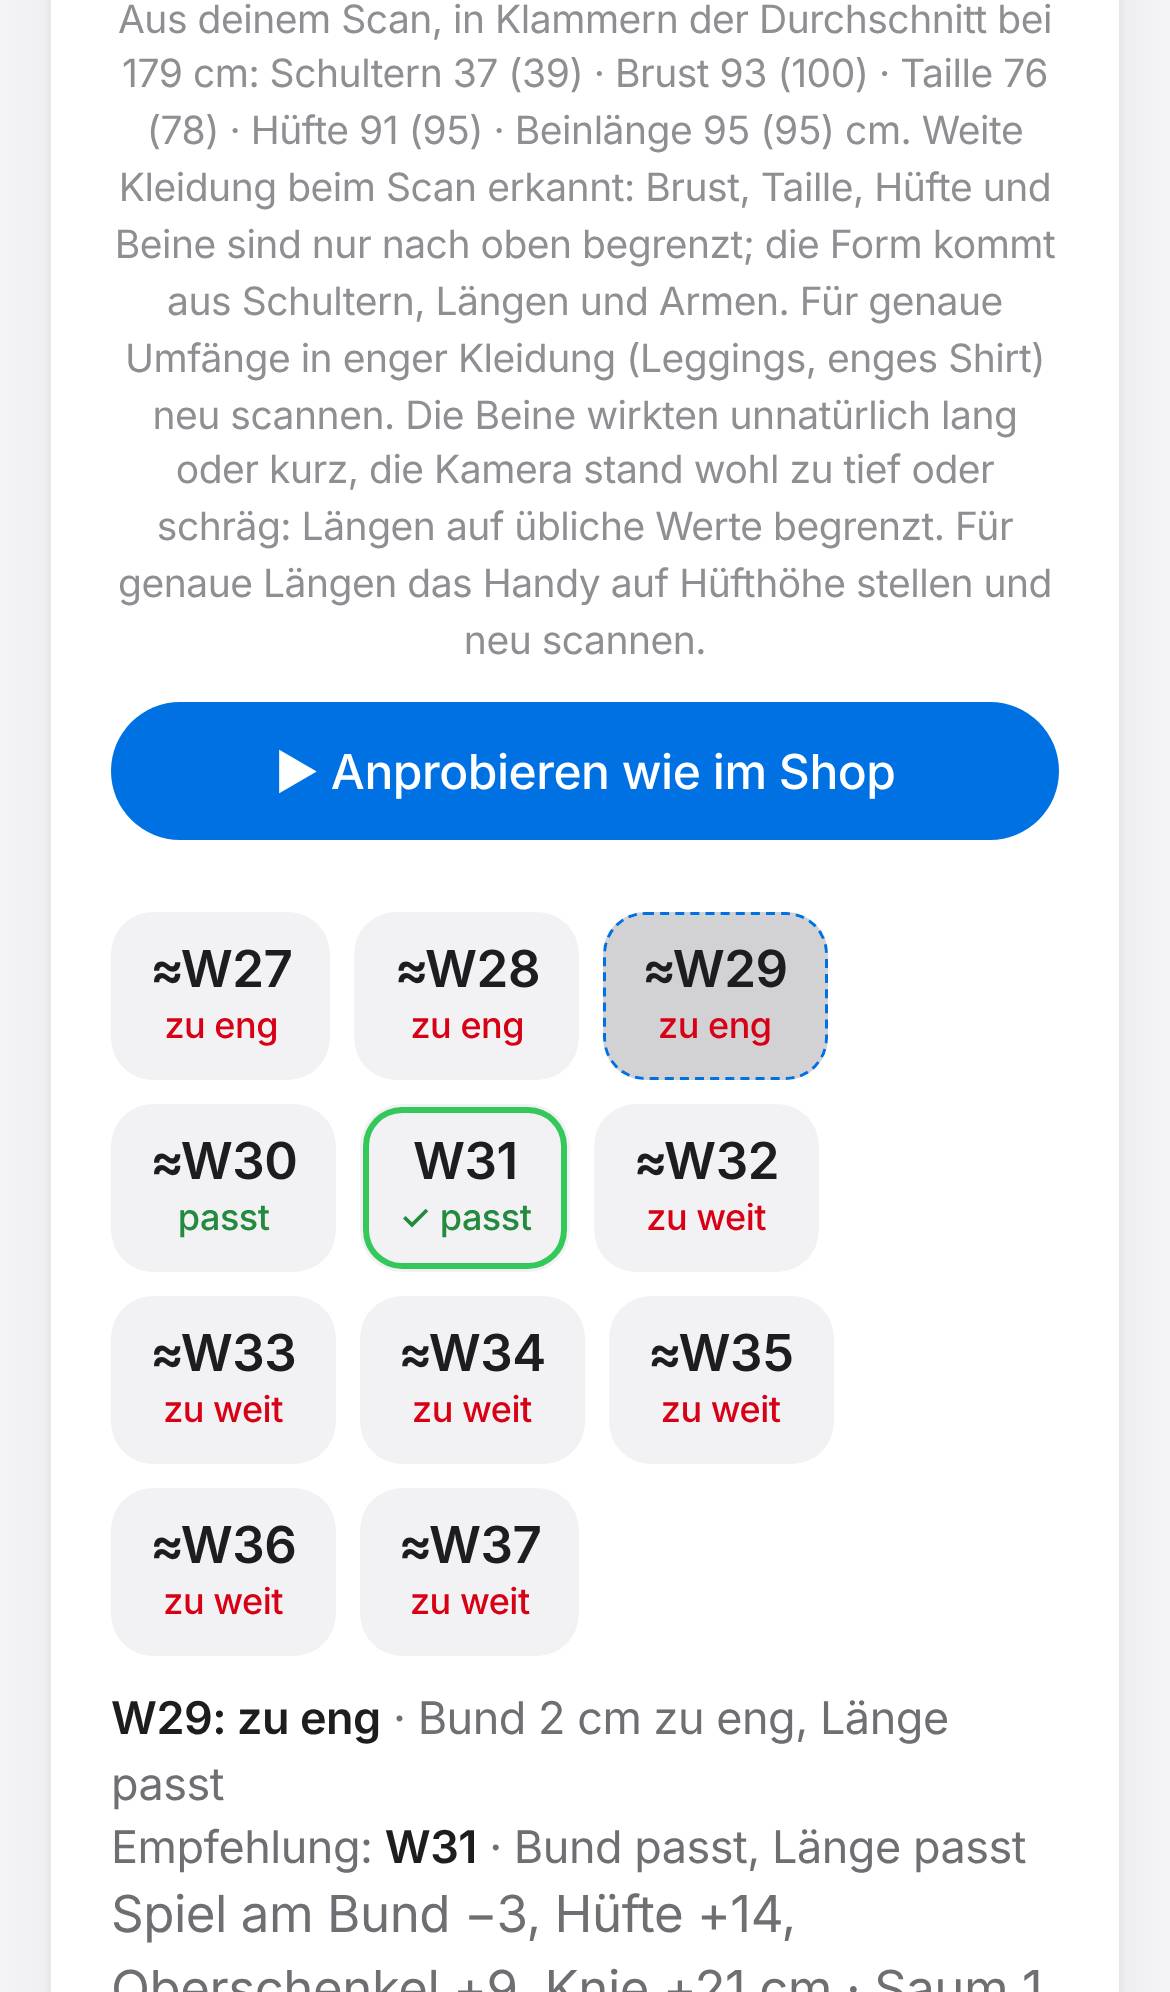 Aus deinem Scan, in Klammern der Durchschnitt bei
179 cm: Schultern 37 (39) · Brust 93 (100) · Taille 76
(78) · Hüfte 91 (95) · Beinlänge 95 (95) cm. Weite
Kleidung beim Scan erkannt: Brust, Taille, Hüfte und
Beine sind nur nach oben begrenzt; die Form kommt
aus Schultern, Längen und Armen. Für genaue
Umfänge in enger Kleidung (Leggings, enges Shirt)
neu scannen. Die Beine wirkten unnatürlich lang
oder kurz, die Kamera stand wohl zu tief oder
schräg: Längen auf übliche Werte begrenzt. Für
genaue Längen das Handy auf Hüfthöhe stellen und
neu scannen.
▶ Anprobieren wie im Shop
≈W27 ≈W28 ≈W29
zu eng zu eng zu eng
≈W30 W31 ≈W32
passt ✓ passt zu weit
≈W33 ≈W34 ≈W35
zu weit zu weit zu weit
≈W36 ≈W37
zu weit zu weit
W29: zu eng · Bund 2 cm zu eng, Länge
passt
Empfehlung: W31 · Bund passt, Länge passt
Spiel am Bund −3, Hüfte +14,
Oberschenkel +9, Knie +21 cm · Saum 1